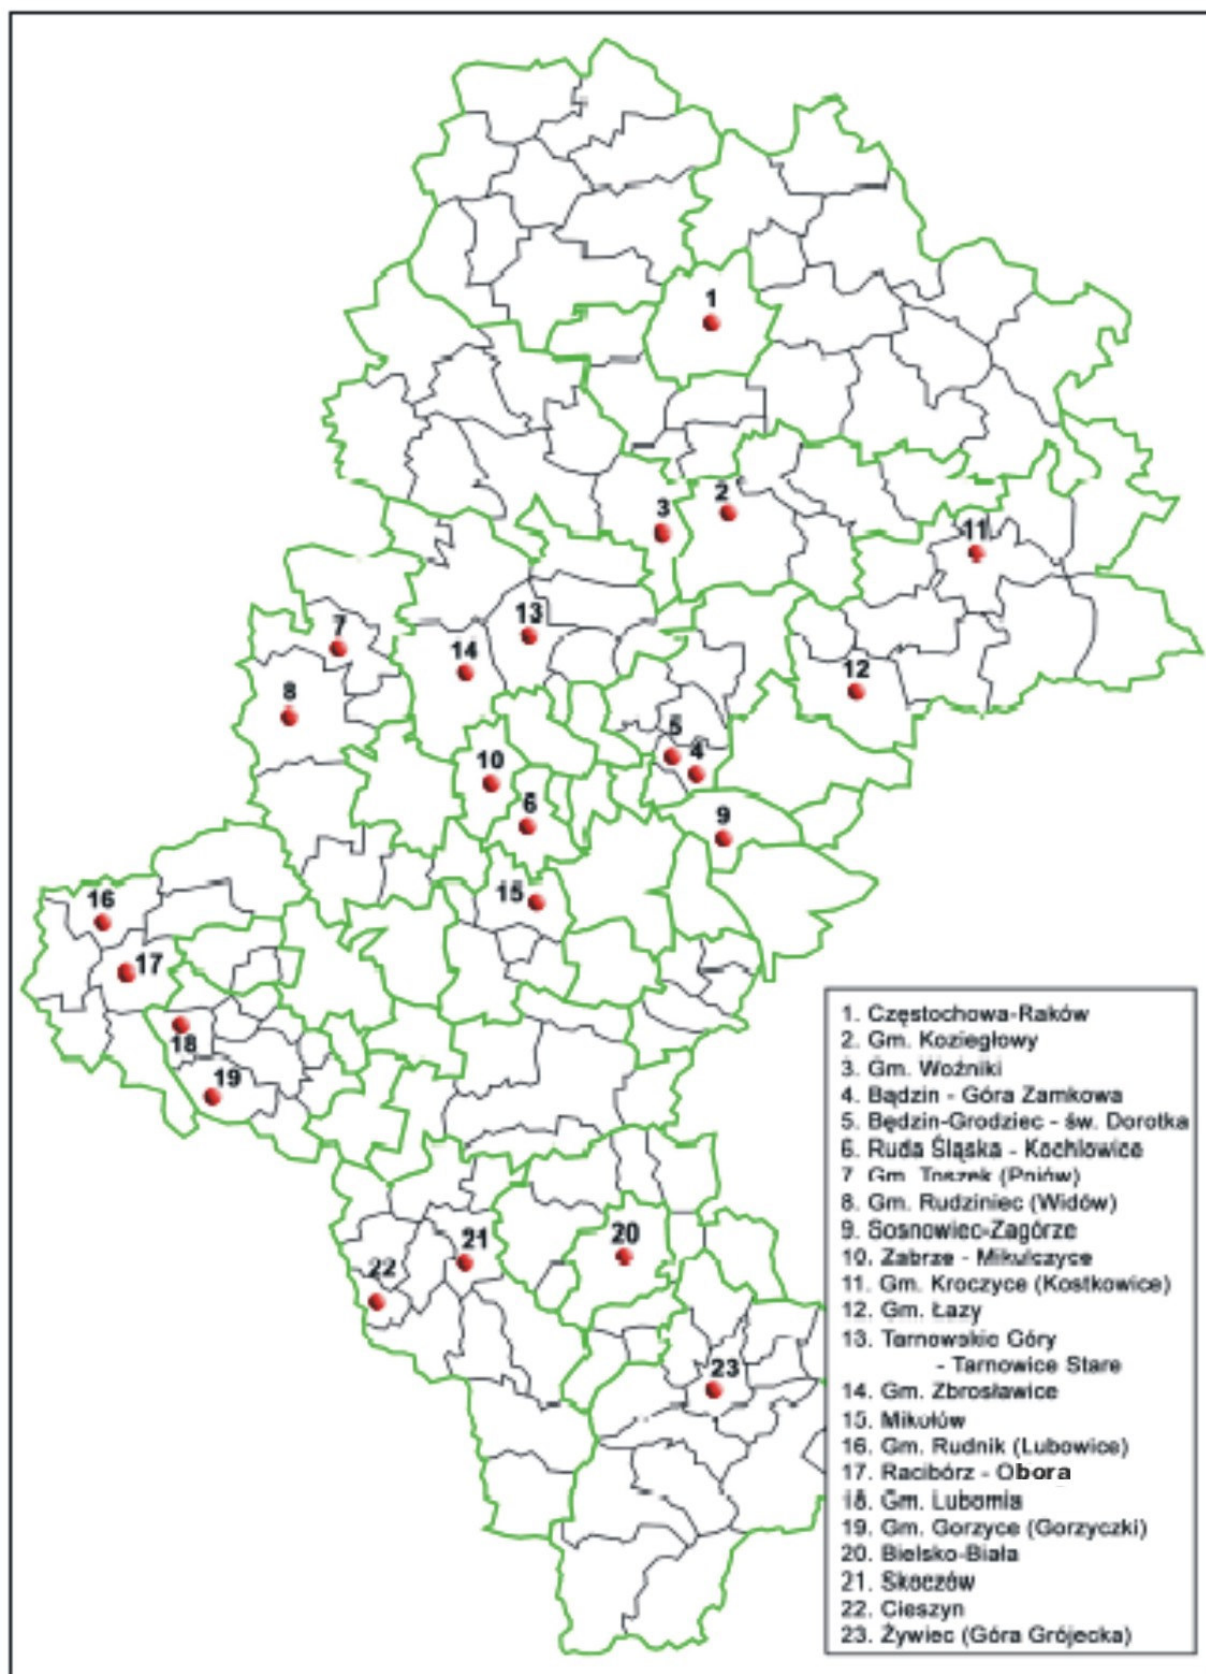 1
2
3
11
13
7
14
12
8
5
4
10
6
9
15
16
17
18
19
20
21
22
23
1. Częstochowa-Raków
2. Gm. Koziegłowy
3. Gm. Woźniki
4. Bądzin - Góra Zamkowa
5. Będzin-Grodziec - św. Dorotka
6. Ruda Śląska - Kochlowice
7. Gm. Toszek (Pniów)
8. Gm. Rudziniec (Widów)
9. Sosnowiec-Zagórze
10. Zabrze - Mikulczyce
11. Gm. Kroczyce (Kostkowice)
12. Gm. Łazy
13. Tarnowskie Góry
- Tarnowice Stare
14. Gm. Zbrosławice
15. Mikołów
16. Gm. Rudnik (Lubowice)
17. Racibórz - Obora
18. Gm. Lubomia
19. Gm. Gorzyce (Gorzyczki)
20. Bielsko-Biała
21. Skoczów
22. Cieszyn
23. Żywiec (Góra Grójecka)